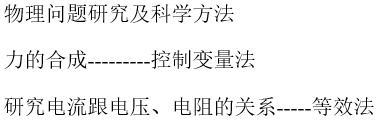 物理问题研究及科学方法
力的合成---------控制变量法
研究电流跟电压、电阻的关系-----等效法